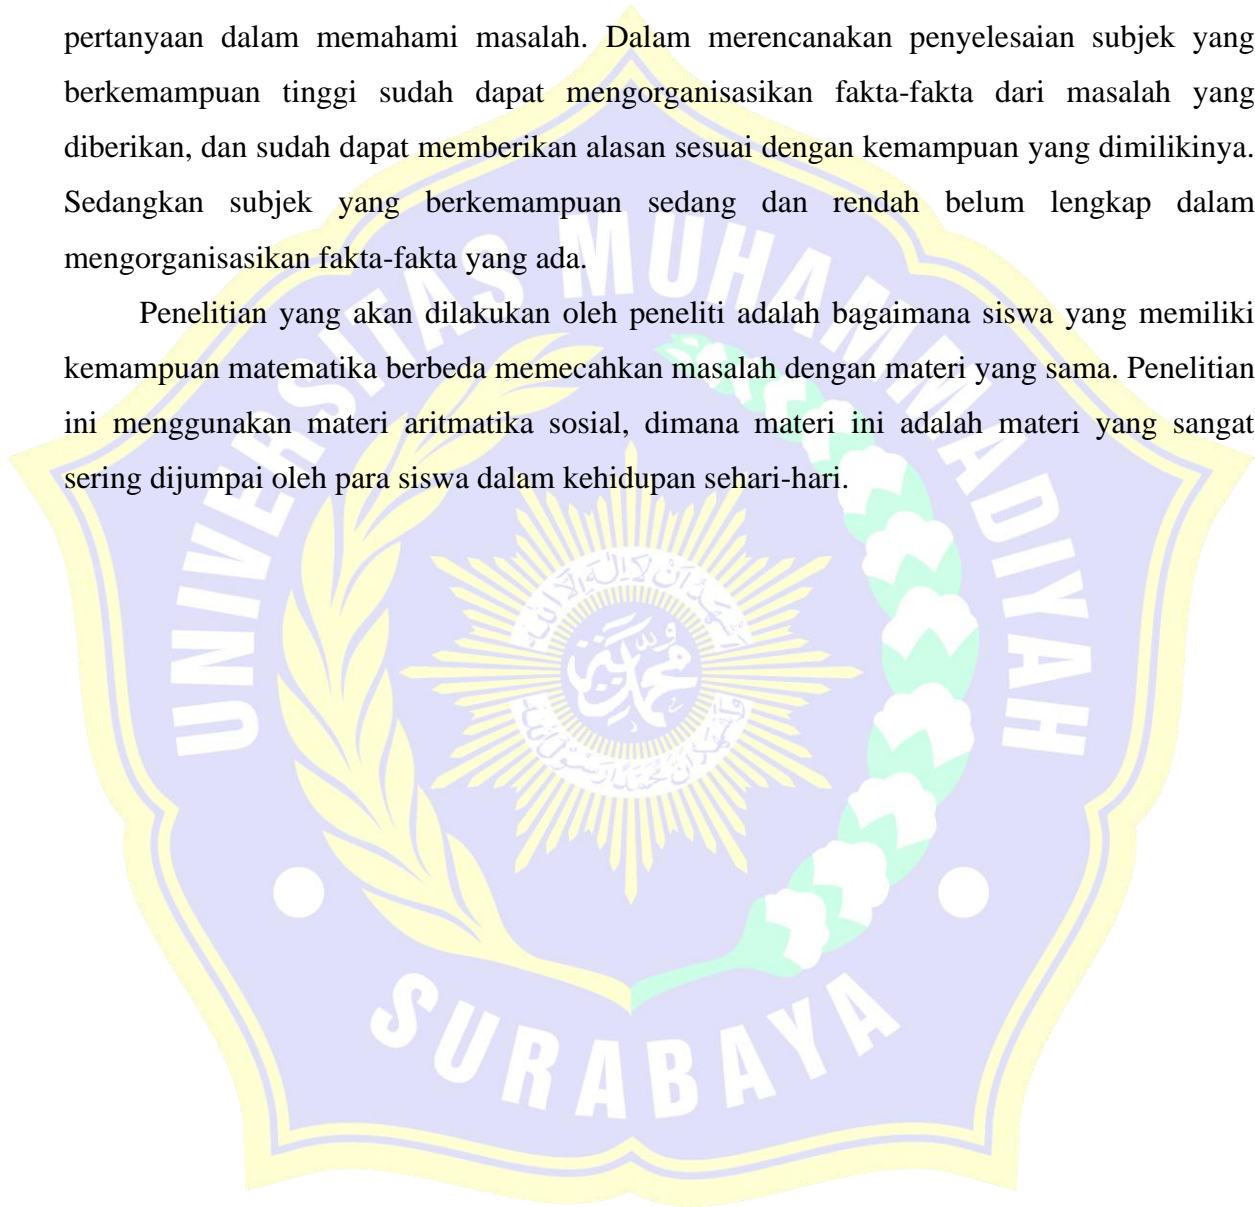 pertanyaan dalam memahami masalah. Dalam merencanakan penyelesaian subjek yang
berkemampuan tinggi sudah dapat mengorganisasikan fakta-fakta dari masalah yang
diberikan, dan sudah dapat memberikan alasan sesuai dengan kemampuan yang dimilikinya.
Sedangkan subjek yang berkemampuan sedang dan rendah belum lengkap dalam
mengorganisasikan fakta-fakta yang ada.
Penelitian yang akan dilakukan oleh peneliti adalah bagaimana siswa yang memiliki
kemampuan matematika berbeda memecahkan masalah dengan materi yang sama. Penelitian
ini menggunakan materi aritmatika sosial, dimana materi ini adalah materi yang sangat
sering dijumpai oleh para siswa dalam kehidupan sehari-hari.
UNIVERSITAS MUHAMMADIYAH
SURABAYA